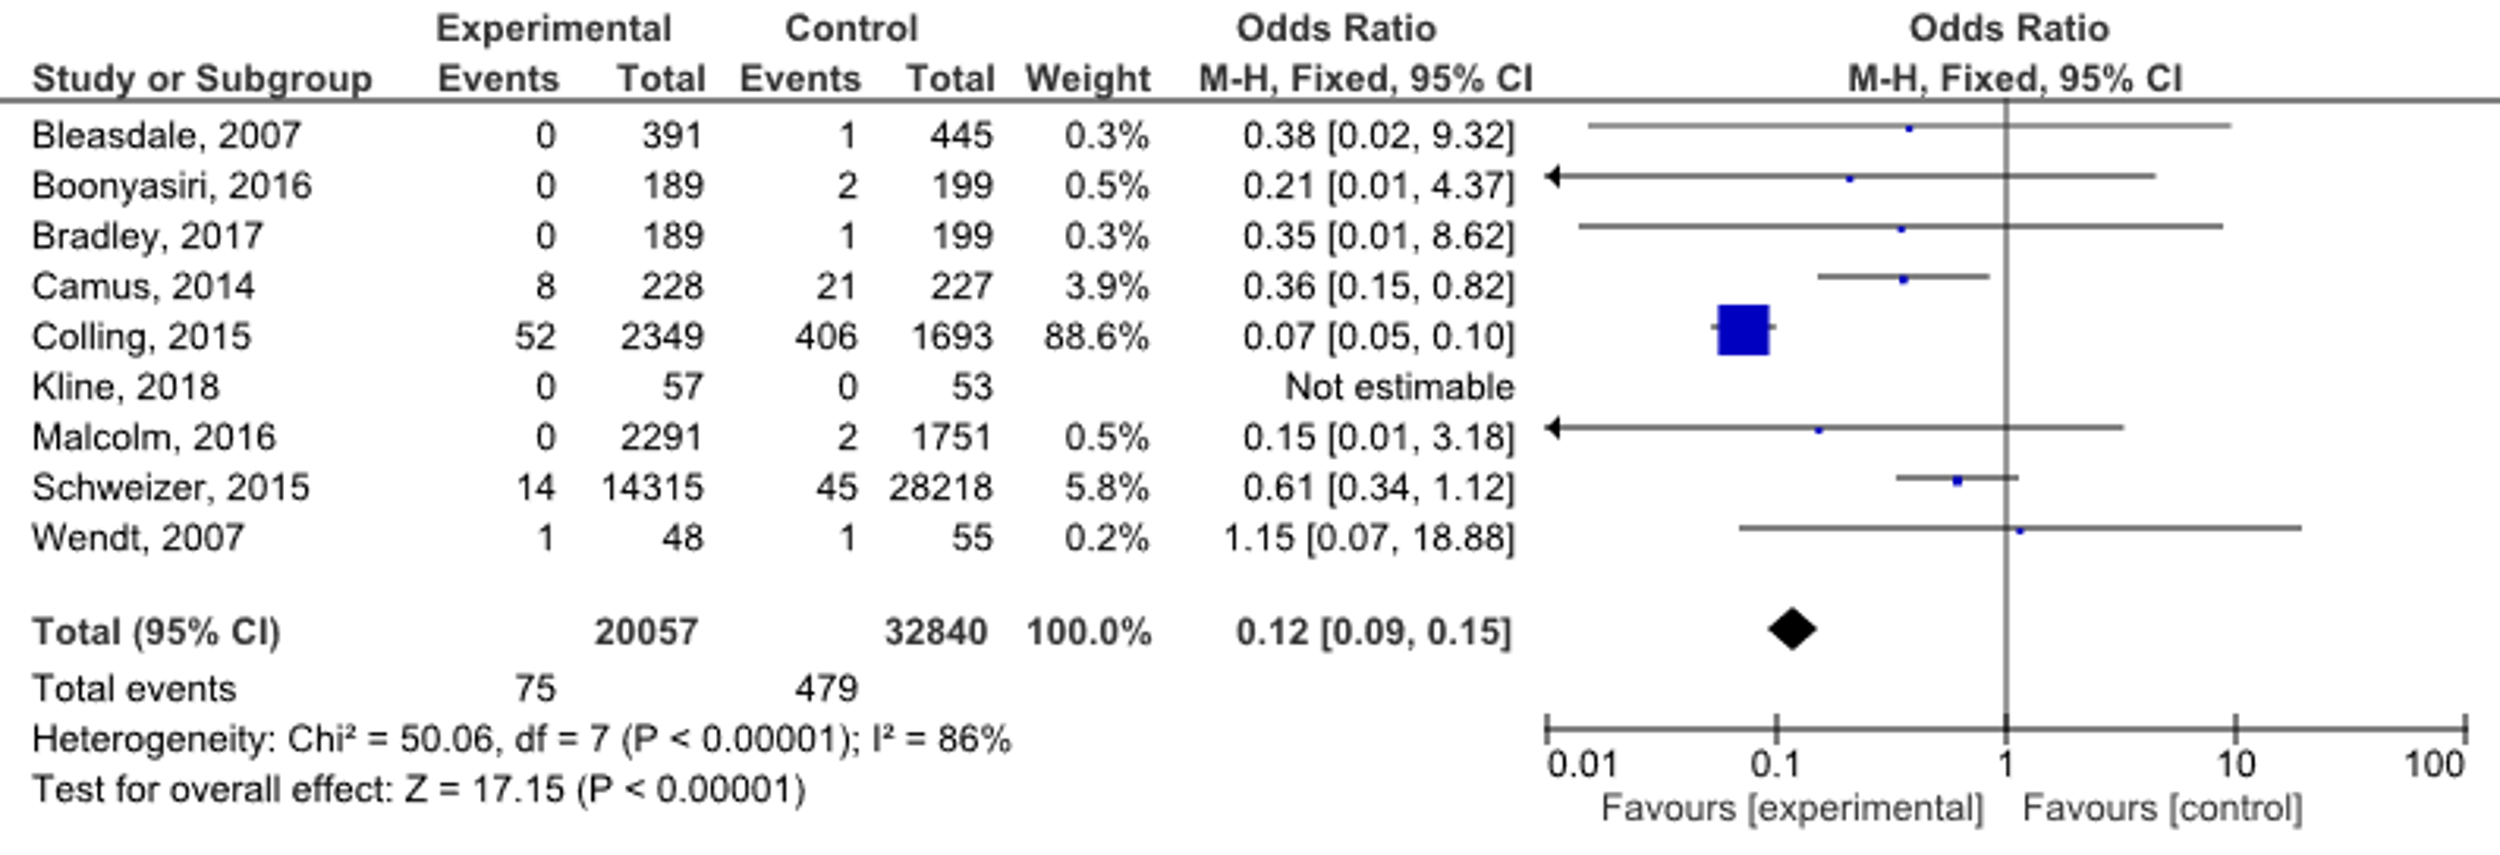 Experimental Control Odds Ratio Odds Ratio
Study or Subgroup Events Total Events Total Weight M-H, Fixed, 95% CI M-H, Fixed, 95% CI
Bleasdale, 2007 0 391 1 445 0.3% 0.38 [0.02, 9.32]
Boonyasiri, 2016 0 189 2 199 0.5% 0.21 [0.01, 4.37]
Bradley, 2017 0 189 1 199 0.3% 0.35 [0.01, 8.62]
Camus, 2014 8 228 21 227 3.9% 0.36 [0.15, 0.82]
Colling, 2015 52 2349 406 1693 88.6% 0.07 [0.05, 0.10]
Kline, 2018 0 57 0 53 Not estimable
Malcolm, 2016 0 2291 2 1751 0.5% 0.15 [0.01, 3.18]
Schweizer, 2015 14 14315 45 28218 5.8% 0.61 [0.34, 1.12]
Wendt, 2007 1 48 1 55 0.2% 1.15 [0.07, 18.88]
Total (95% CI) 20057 32840 100.0% 0.12 [0.09, 0.15]
Total events 75 479
Heterogeneity: Chi² = 50.06, df = 7 (P < 0.00001); I² = 86%
Test for overall effect: Z = 17.15 (P < 0.00001)
0.01 0.1 1 10 100
Favours [experimental] Favours [control]